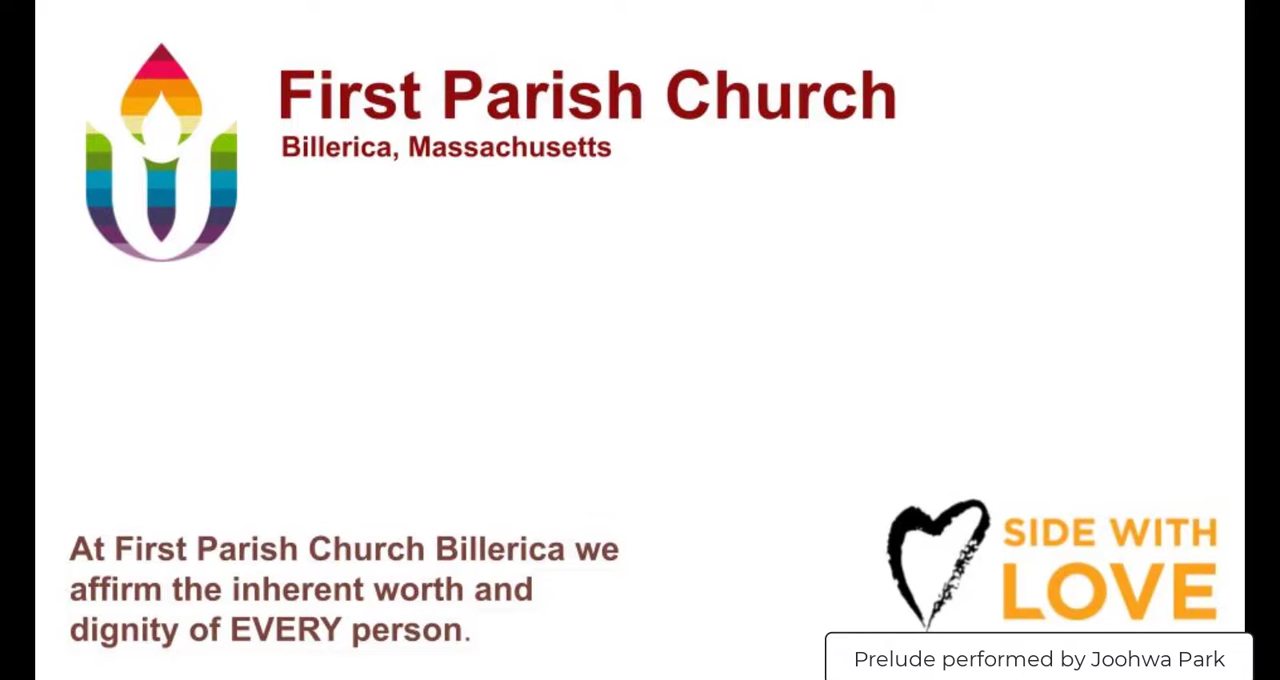 First Parish Church
Billerica, Massachusetts
At First Parish Church Billerica we
affirm the inherent worth and
dignity of EVERY person.
SIDE WITH
LOVE
Prelude performed by Joohwa Park